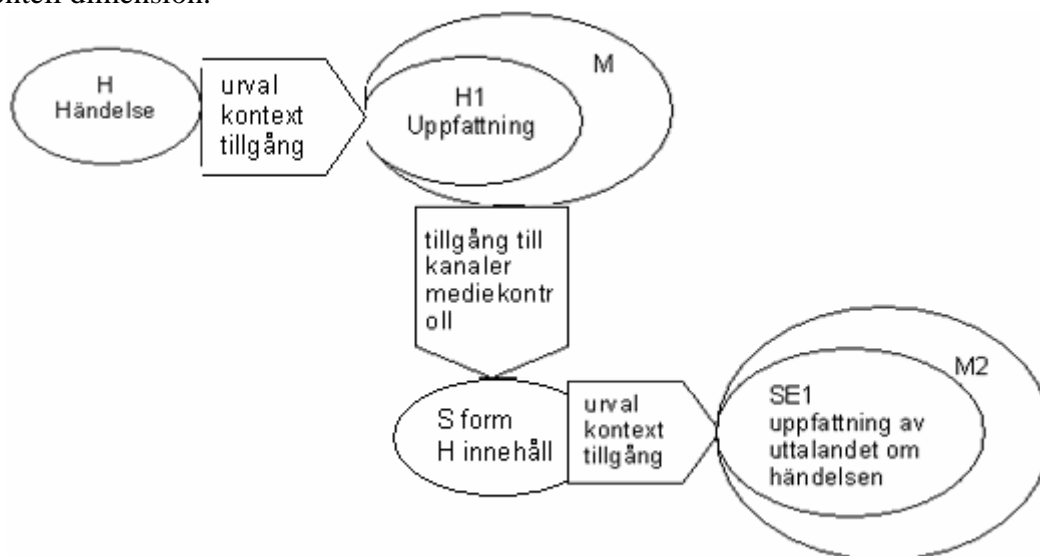 dimension.
H
Händelse
urval
kontext
tillgång
H1
Uppfattning
M
tillgång till
kanaler
mediekontr
oll
S form
H innehåll
urval
kontext
tillgång
M2
SE1
uppfattning av
uttalandet om
händelsen